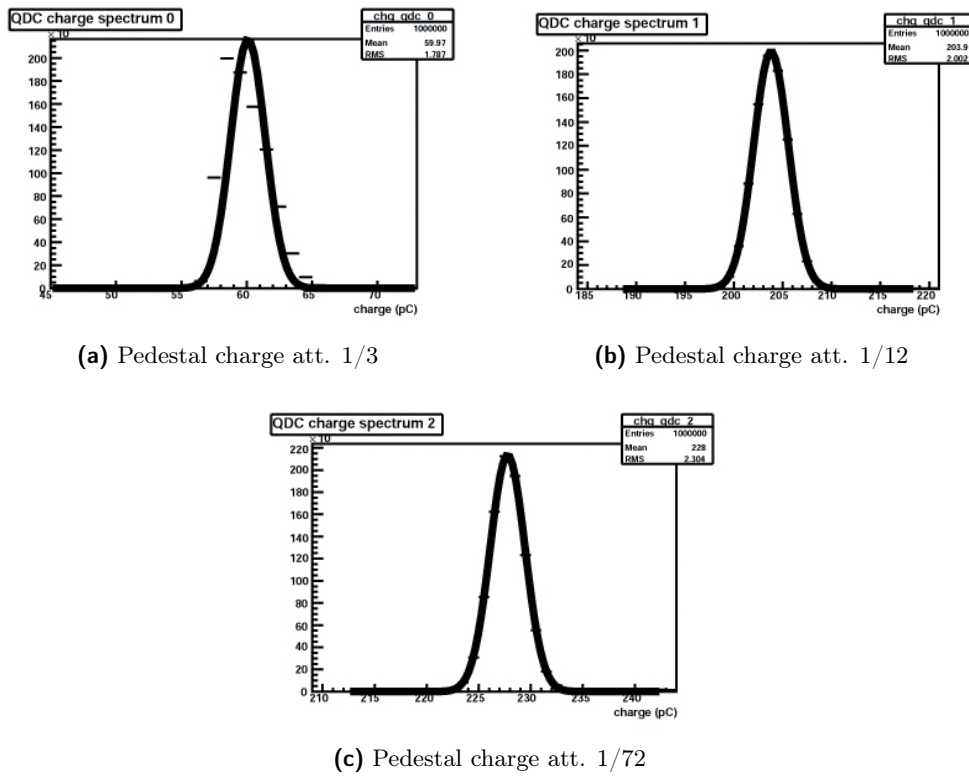 QDC charge spectrum 0
chg_qdc_0
Entries 1000000
Mean 59.97
RMS 1.787
200
180
160
140
120
100
80
60
40
20
0
45 50 55 60 65 70
charge (pC)
(a) Pedestal charge att. 1/3
QDC charge spectrum 1
chg_qdc_1
Entries 1000000
Mean 203.9
RMS 2.002
200
180
160
140
120
100
80
60
40
20
0
185 190 195 200 205 210 215 220
charge (pC)
(b) Pedestal charge att. 1/12
QDC charge spectrum 2
chg_qdc_2
Entries 1000000
Mean 228
RMS 2.304
220
200
180
160
140
120
100
80
60
40
20
0
210 215 220 225 230 235 240
charge (pC)
(c) Pedestal charge att. 1/72